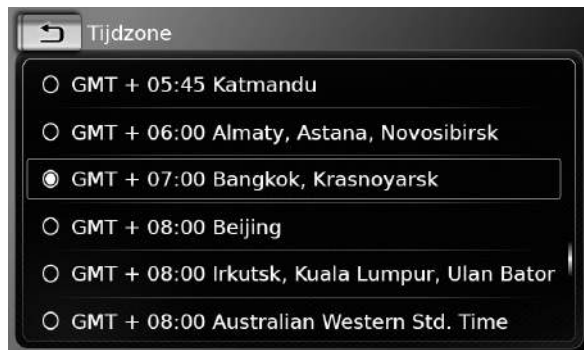 Tijdzone
GMT + 05:45 Katmandu
GMT + 06:00 Almaty, Astana, Novosibirsk
GMT + 07:00 Bangkok, Krasnoyarsk
GMT + 08:00 Beijing
GMT + 08:00 Irkutsk, Kuala Lumpur, Ulan Bator
GMT + 08:00 Australian Western Std. Time